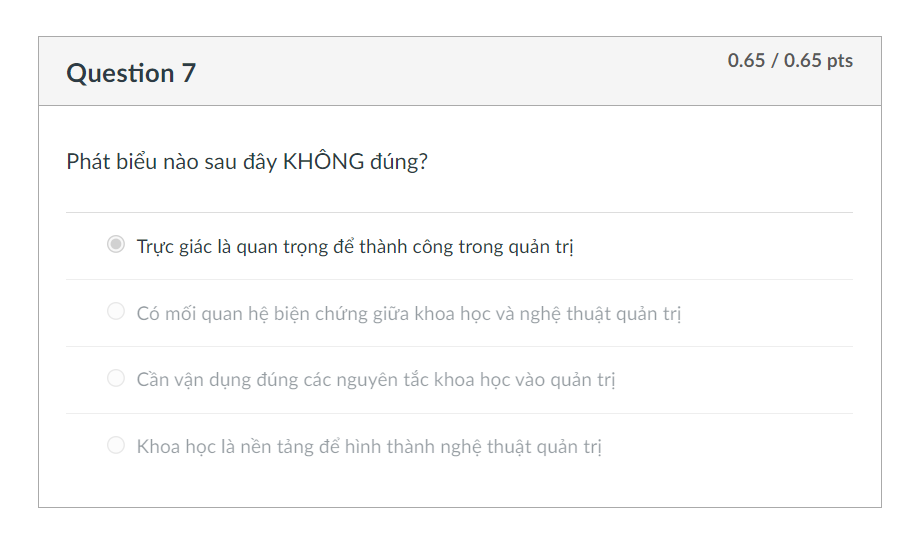 Question 7
0.65 / 0.65 pts
Phát biểu nào sau đây KHÔNG đúng?
Trực giác là quan trọng để thành công trong quản trị
Có mối quan hệ biện chứng giữa khoa học và nghệ thuật quản trị
Cần vận dụng đúng các nguyên tắc khoa học vào quản trị
Khoa học là nền tảng để hình thành nghệ thuật quản trị